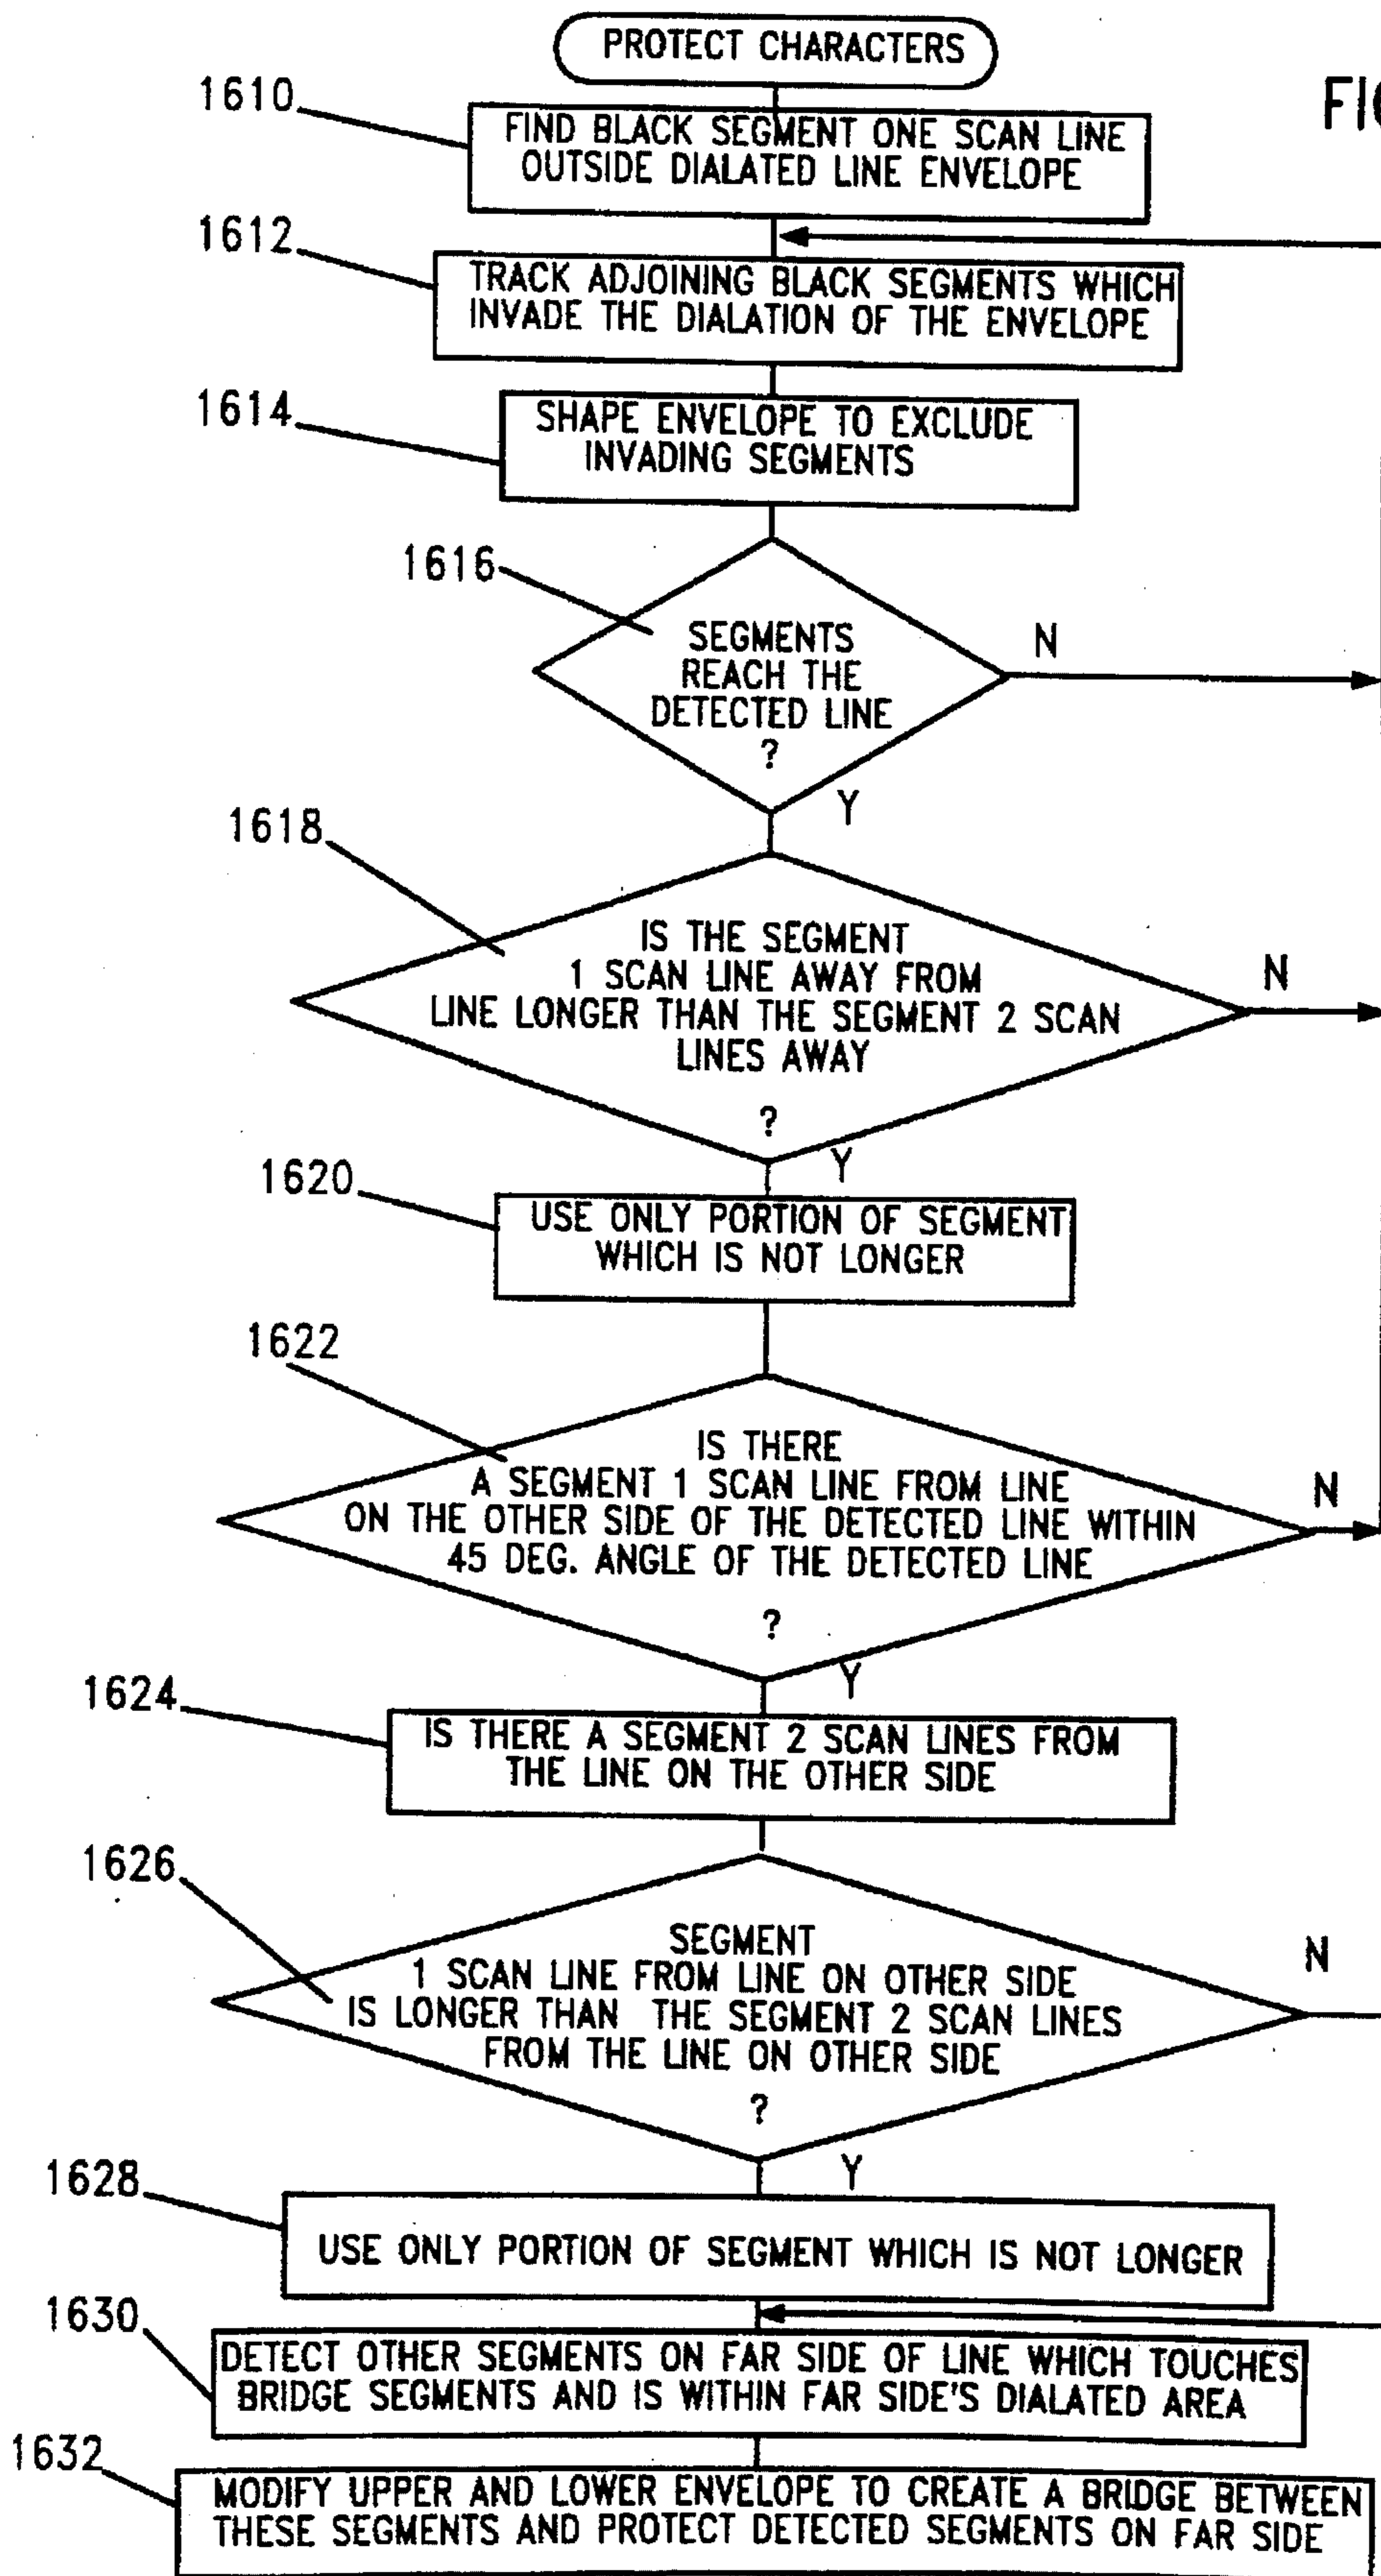 PROTECT CHARACTERS
FIG
1610
FIND BLACK SEGMENT ONE SCAN LINE
OUTSIDE DIALATED LINE ENVELOPE
1612
TRACK ADJOINING BLACK SEGMENTS WHICH
INVADE THE DIALATION OF THE ENVELOPE
1614
SHAPE ENVELOPE TO EXCLUDE
INVADING SEGMENTS
1616
SEGMENTS
REACH THE
DETECTED LINE
?
N
Y
1618
IS THE SEGMENT
1 SCAN LINE AWAY FROM
LINE LONGER THAN THE SEGMENT 2 SCAN
LINES AWAY
?
N
Y
1620
USE ONLY PORTION OF SEGMENT
WHICH IS NOT LONGER
1622
IS THERE
A SEGMENT 1 SCAN LINE FROM LINE
ON THE OTHER SIDE OF THE DETECTED LINE WITHIN
45 DEG. ANGLE OF THE DETECTED LINE
?
N
Y
1624
IS THERE A SEGMENT 2 SCAN LINES FROM
THE LINE ON THE OTHER SIDE
1626
SEGMENT
1 SCAN LINE FROM LINE ON OTHER SIDE
IS LONGER THAN THE SEGMENT 2 SCAN LINES
FROM THE LINE ON OTHER SIDE
?
N
Y
1628
USE ONLY PORTION OF SEGMENT WHICH IS NOT LONGER
1630
DETECT OTHER SEGMENTS ON FAR SIDE OF LINE WHICH TOUCHES
BRIDGE SEGMENTS AND IS WITHIN FAR SIDE'S DIALATED AREA
1632
MODIFY UPPER AND LOWER ENVELOPE TO CREATE A BRIDGE BETWEEN
THESE SEGMENTS AND PROTECT DETECTED SEGMENTS ON FAR SIDE